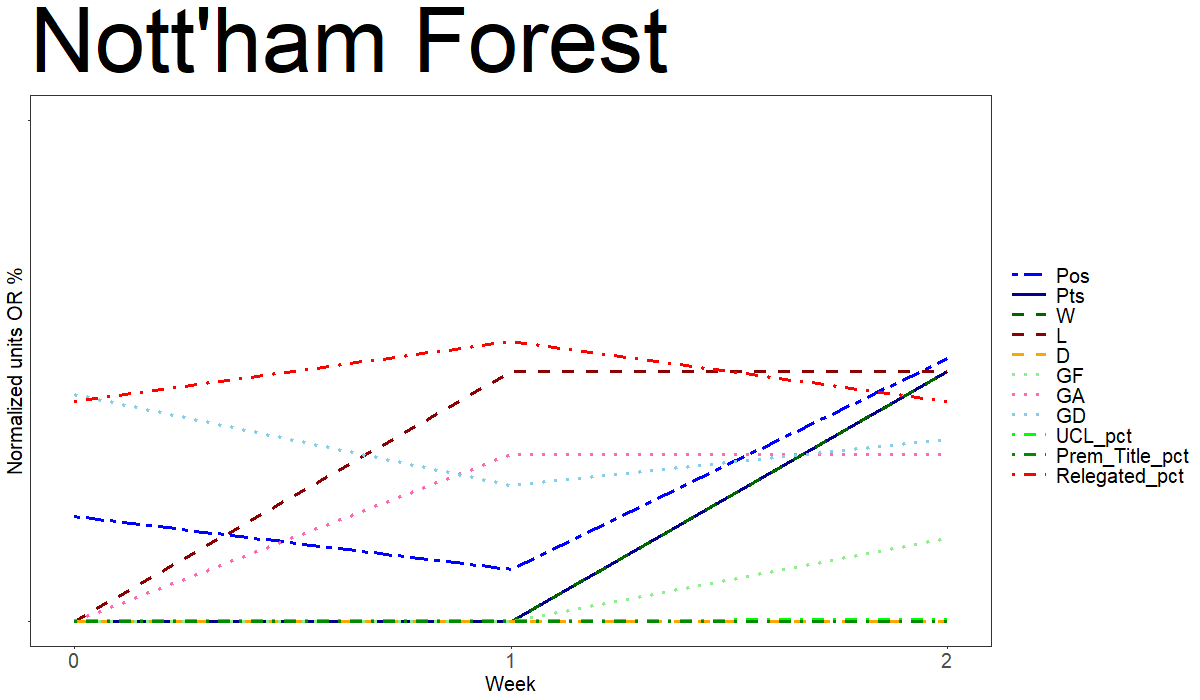 Nott'ham Forest
Normalized units OR %
Pos
Pts
W
L
D
GF
GA
GD
UCL_pct
Prem_Title_pct
Relegated_pct
0 1 2
Week